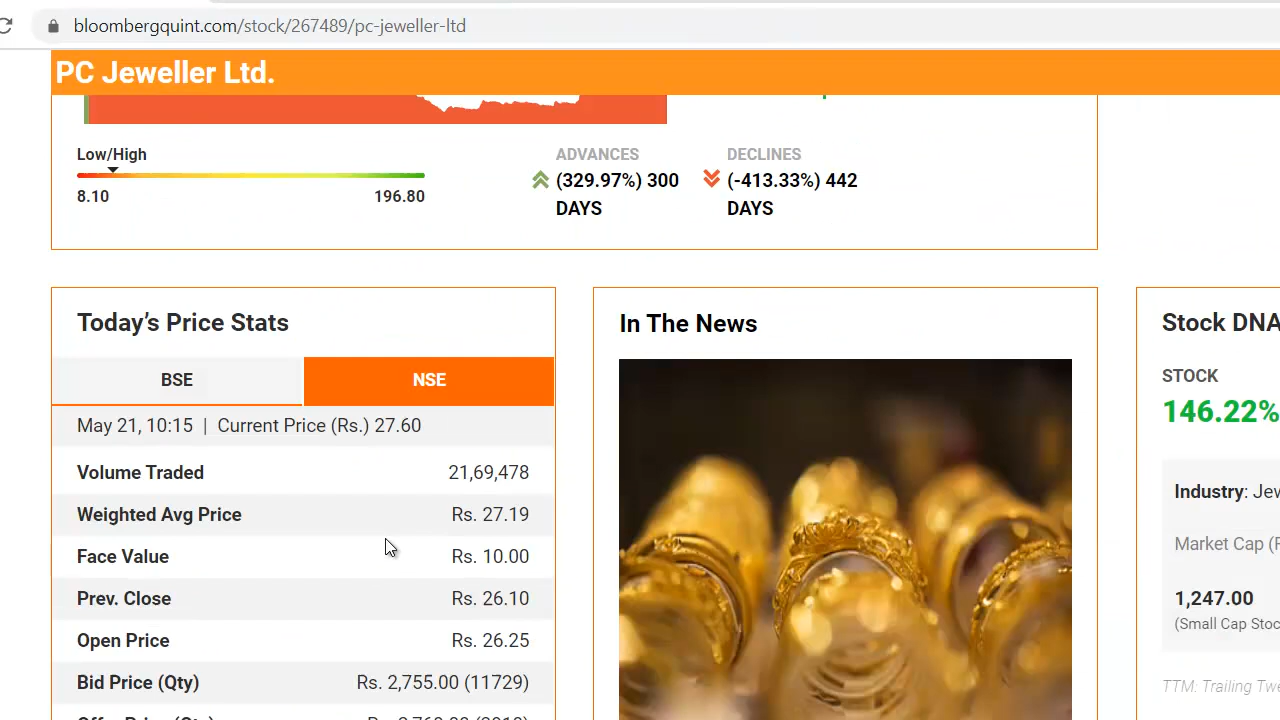 bloombergquint.com/stock/267489/pc-jeweller-ltd
PC Jeweller Ltd.
Low/High
8.10 196.80
ADVANCES
(329.97%) 300
DAYS
DECLINES
(-413.33%) 442
DAYS
Today’s Price Stats
BSE NSE
May 21, 10:15 | Current Price (Rs.) 27.60
Volume Traded 21,69,478
Weighted Avg Price Rs. 27.19
Face Value Rs. 10.00
Prev. Close Rs. 26.10
Open Price Rs. 26.25
Bid Price (Qty) Rs. 2,755.00 (11729)
In The News
Stock DNA
STOCK
146.22%
Industry:
Market Cap
1,247.00
(Small Cap
TTM: Trailing